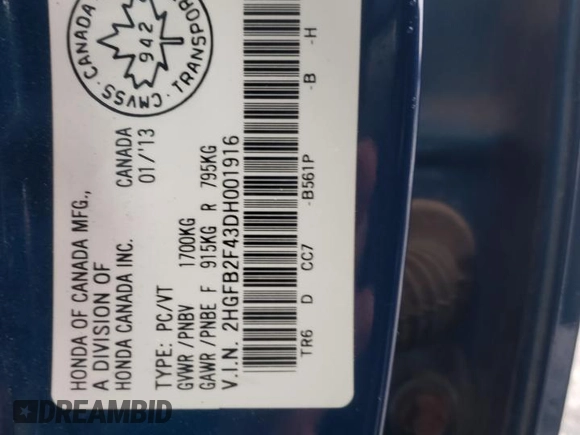 HONDA OF CANADA MFG.,
A DIVISION OF
HONDA CANADA INC.
CANADA
01/'13
TYPE: PC/VT
GVWR /PNBV 1700KG
GAWR /PNBE F 915KG R 795KG
V.I.N. 2HGFB2F43DH001916
TR6 D CC7 -B561P -B -H
CMVSS · CANADA · TRANSPORT
942
DREAMBID